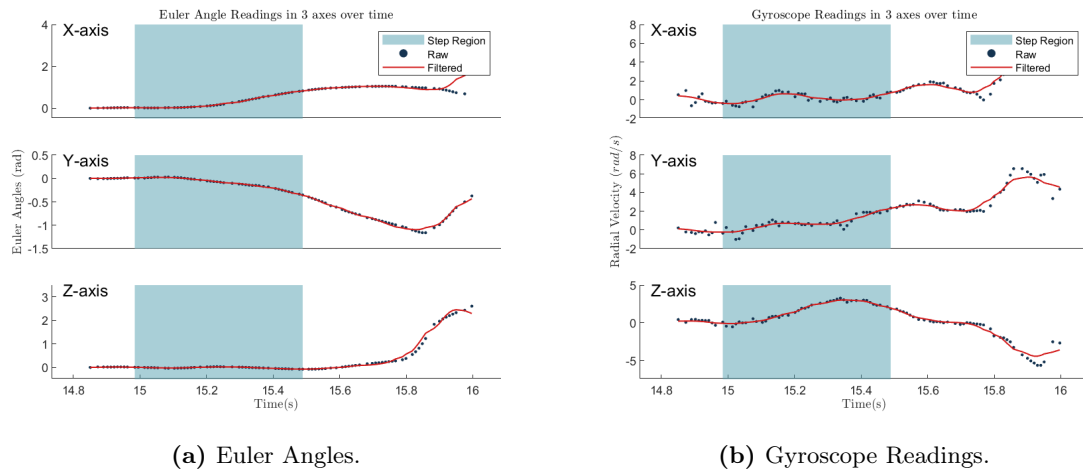 Euler Angle Readings in 3 axes over time
X-axis
Step Region
Raw
Filtered
4
2
0
Y-axis
Euler Angles (rad)
0.5
0
-0.5
-1
-1.5
Z-axis
3
2
1
0
14.8 15 15.2 15.4 15.6 15.8 16
Time(s)
(a) Euler Angles.
Gyroscope Readings in 3 axes over time
X-axis
Step Region
Raw
Filtered
8
6
4
2
0
-2
Y-axis
Radial Velocity (rad/s)
8
6
4
2
0
-2
Z-axis
5
0
-5
14.8 15 15.2 15.4 15.6 15.8 16
Time(s)
(b) Gyroscope Readings.